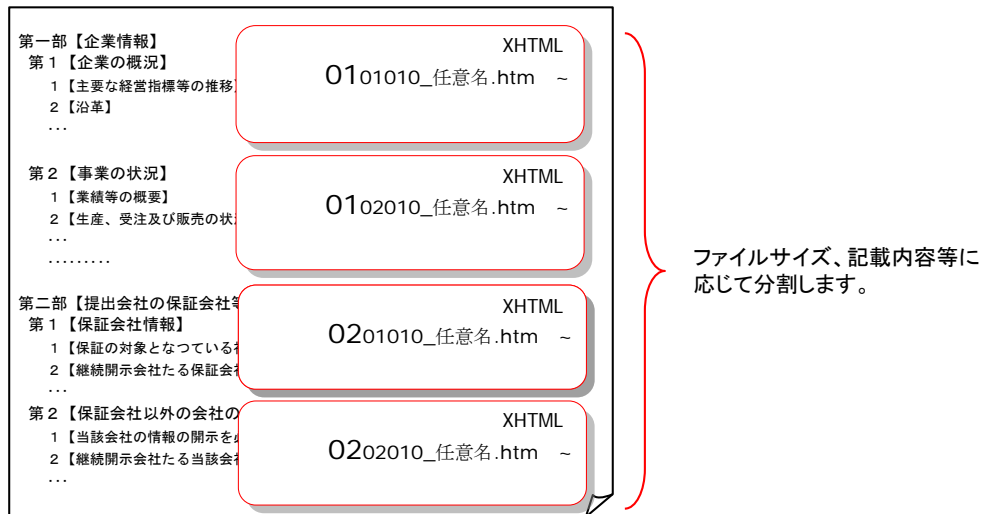 第一部【企業情報】
第１【企業の概況】
１【主要な経営指標等の推移】
２【沿革】
...
XHTML
0101010_任意名.htm ~
第２【事業の状況】
１【業績等の概要】
２【生産、受注及び販売の状
...
.........
XHTML
0102010_任意名.htm ~
第二部【提出会社の保証会社等
第１【保証会社情報】
１【保証の対象となつている
２【継続開示会社たる保証会
...
XHTML
0201010_任意名.htm ~
第２【保証会社以外の会社の
１【当該会社の情報の開示を
２【継続開示会社たる当該会
...
XHTML
0202010_任意名.htm ~
ファイルサイズ、記載内容等に
応じて分割します。